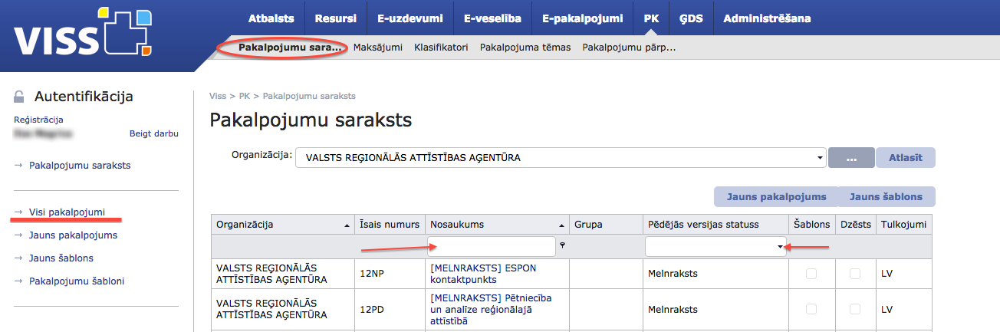 VISS
Atbalsts Resursi E-uzdevumi E-veselība E-pakalpojumi PK ĢDS Administrēšana
Pakalpojumu sara... Maksājumi Klasifikatori Pakalpojuma tēmas Pakalpojumu pārp...
Autentifikācija
Reģistrācija
Beigt darbu
→ Pakalpojumu saraksts
→ Visi pakalpojumi
→ Jauns pakalpojums
→ Jauns šablons
→ Pakalpojumu šabloni
Viss > PK > Pakalpojumu saraksts
Pakalpojumu saraksts
Organizācija: VALSTS REĢIONĀLĀS ATTĪSTĪBAS AĢENTŪRA ... Atlasīt
Jauns pakalpojums Jauns šablons
Organizācija Īsais numurs Nosaukums Grupa Pēdējās versijas statuss Šablons Dzēsts Tulkojumi
VALSTS REĢIONĀLĀS
ATTĪSTĪBAS AĢENTŪRA
12NP
[MELNRAKSTS] ESPON
kontaktpunkts
Melnraksts
LV
VALSTS REĢIONĀLĀS
ATTĪSTĪBAS AĢENTŪRA
12PD
[MELNRAKSTS] Pētniecība
un analīze reģionālajā
attīstībā
Melnraksts
LV